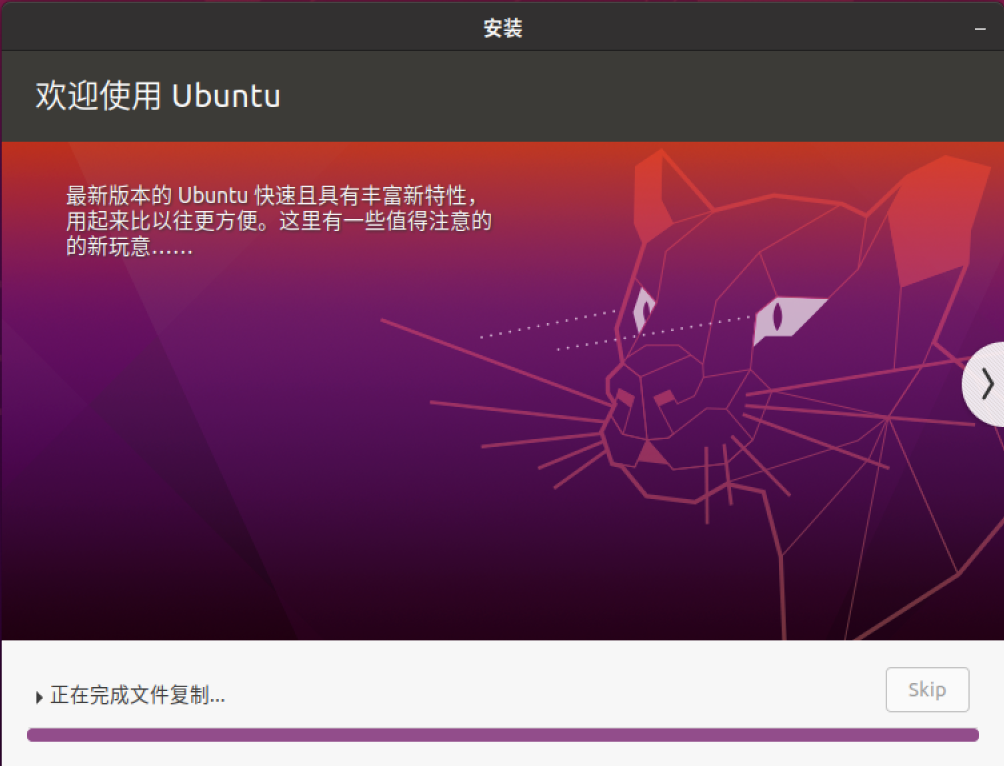 安装
欢迎使用 Ubuntu
最新版本的 Ubuntu 快速且具有丰富新特性，
用起来比以往更方便。这里有一些值得注意的
的新玩意……
正在完成文件复制...
Skip